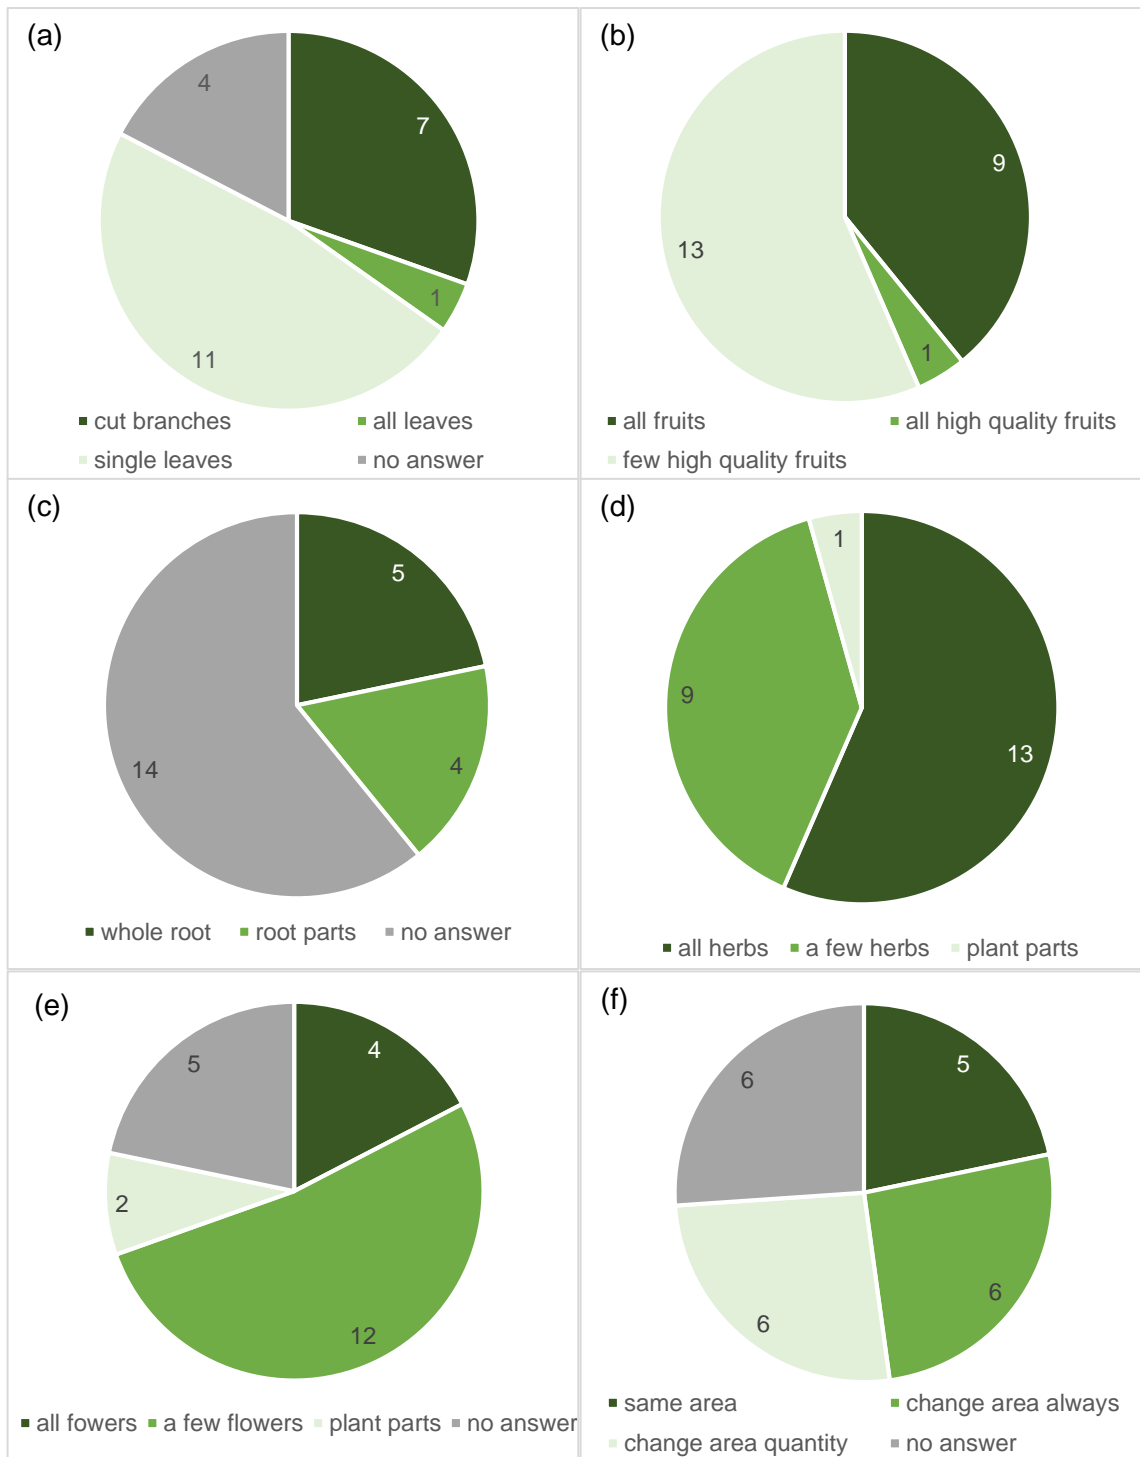 (a)
4
7
1
11
cut branches
all leaves
single leaves
no answer
(b)
9
13
1
all fruits
all high quality fruits
few high quality fruits
(c)
5
4
14
whole root
root parts
no answer
(d)
1
9
13
all herbs
a few herbs
plant parts
(e)
5
4
2
12
all fowers
a few flowers
plant parts
no answer
(f)
6
5
6
6
same area
change area always
change area quantity
no answer